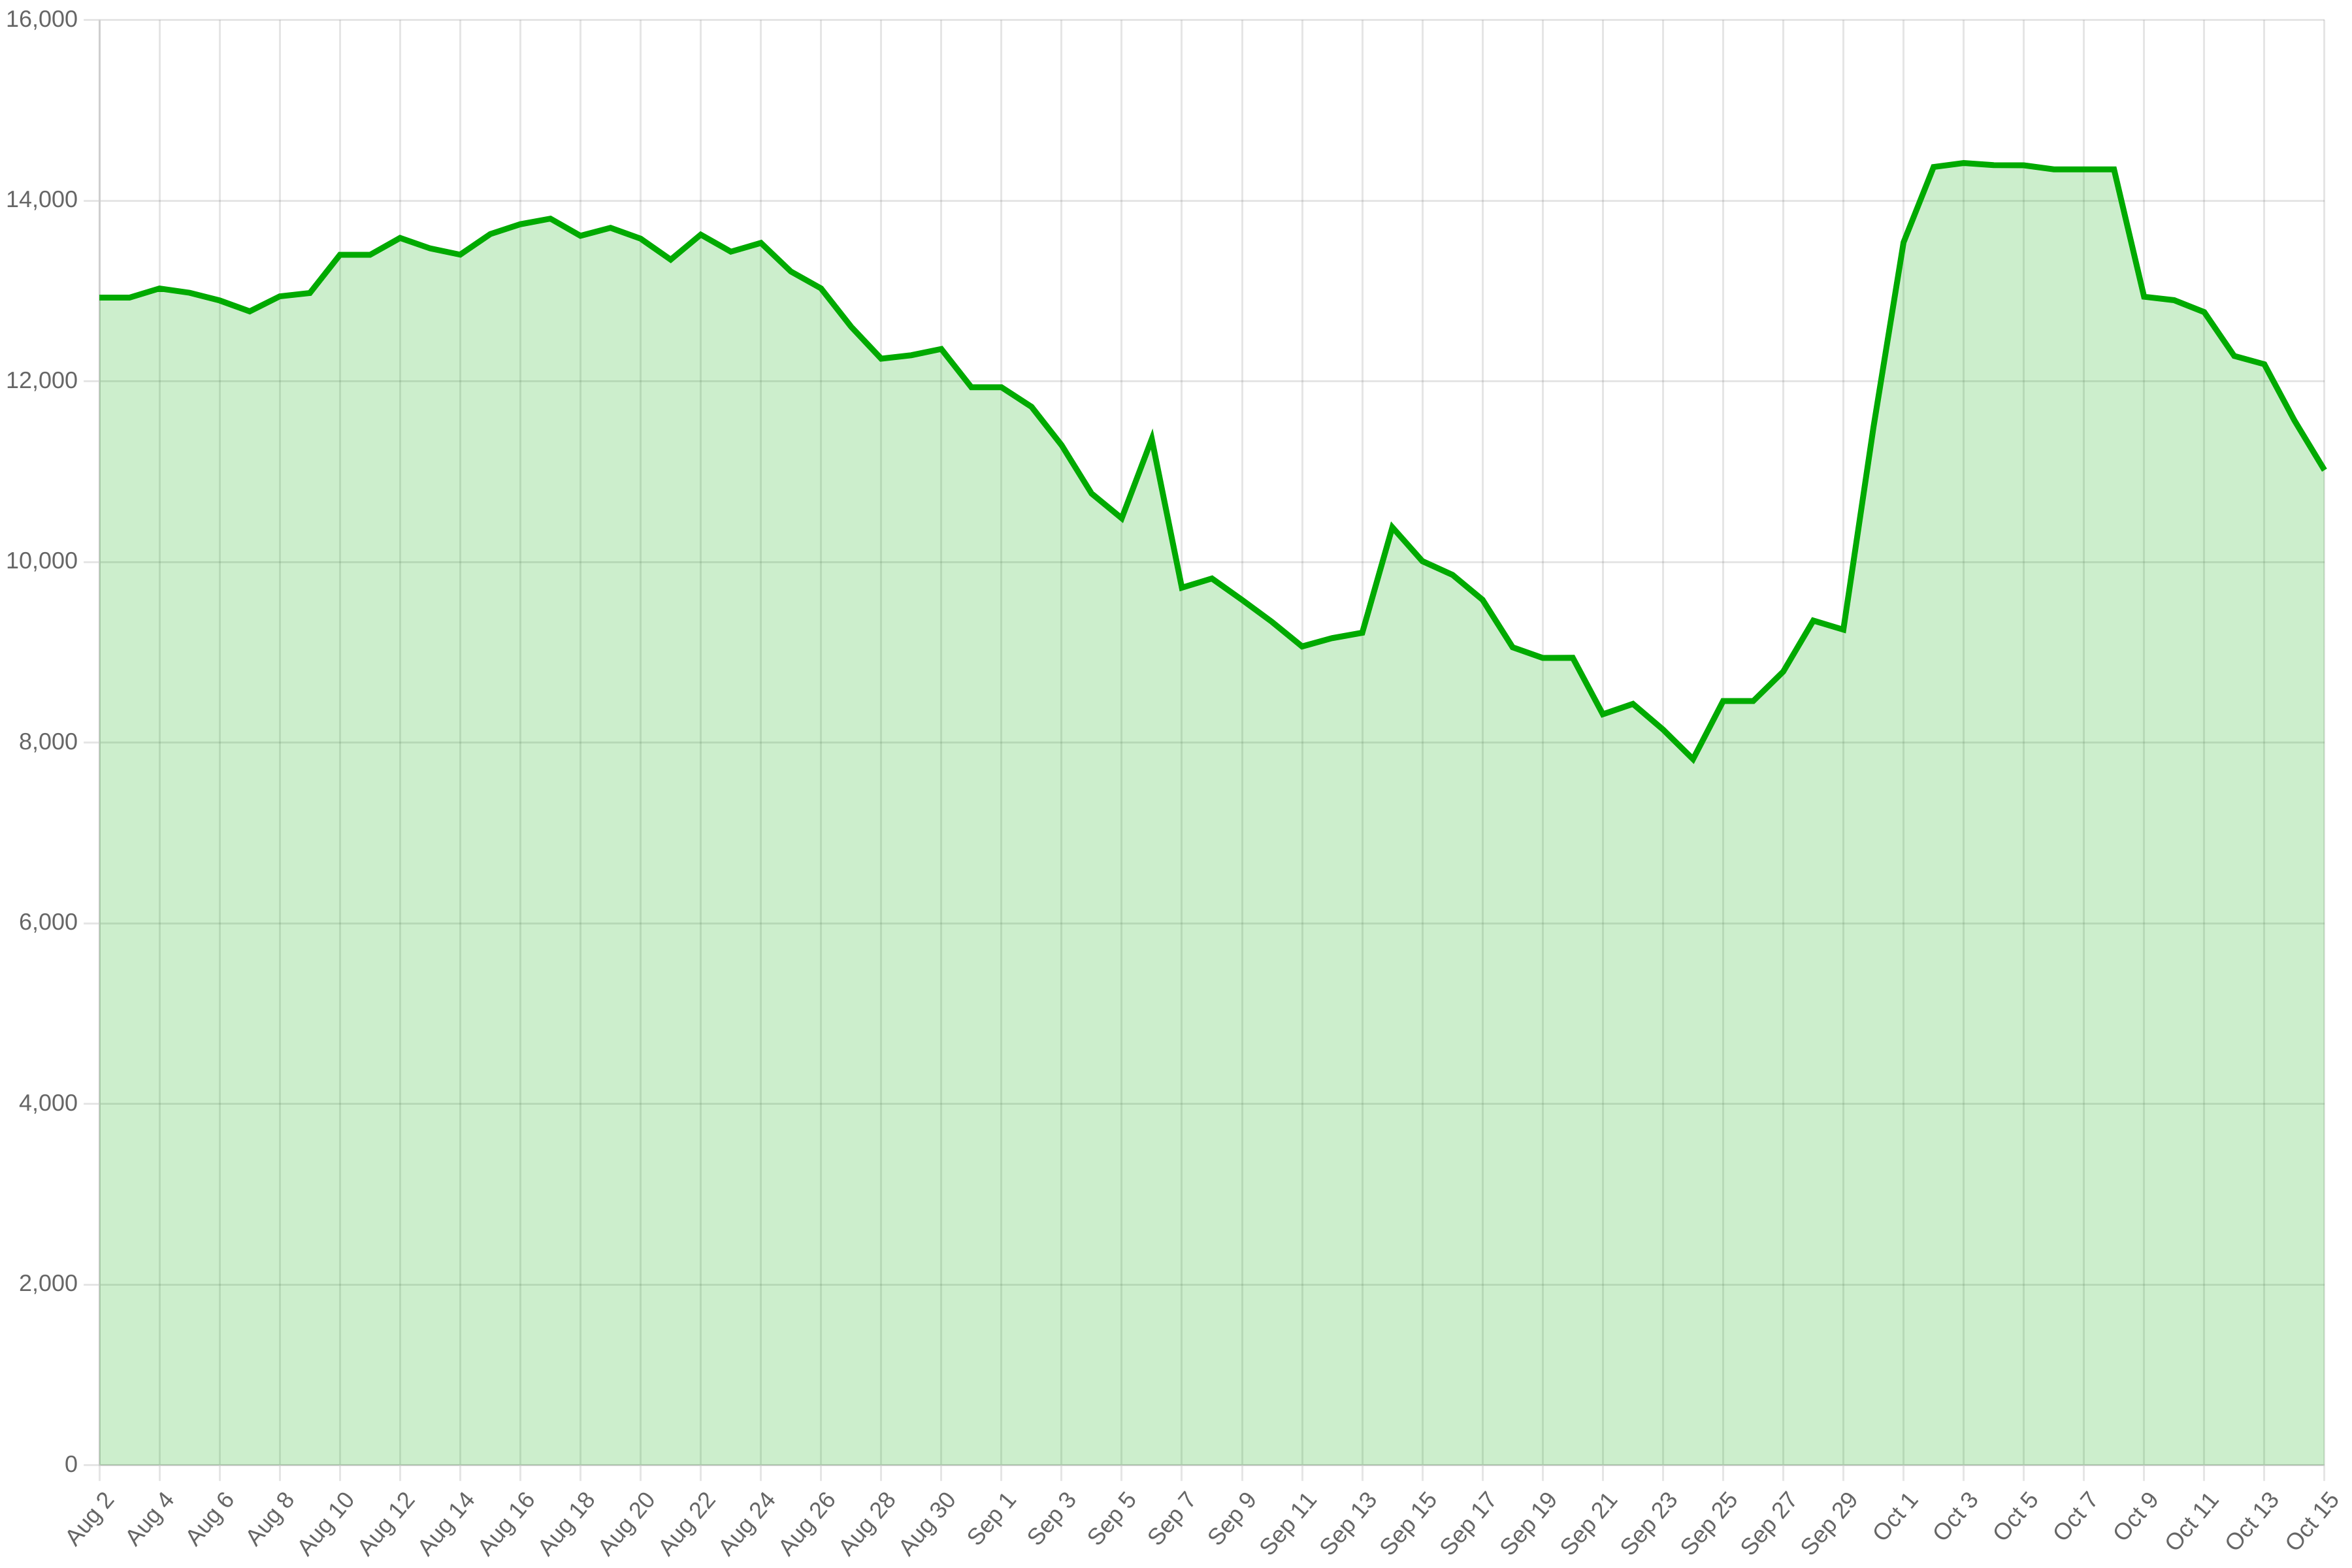 16,000
14,000
12,000
10,000
8,000
6,000
4,000
2,000
0
Aug 2
Aug 4
Aug 6
Aug 8
Aug 10
Aug 12
Aug 14
Aug 16
Aug 18
Aug 20
Aug 22
Aug 24
Aug 26
Aug 28
Aug 30
Sep 1
Sep 3
Sep 5
Sep 7
Sep 9
Sep 11
Sep 13
Sep 15
Sep 17
Sep 19
Sep 21
Sep 23
Sep 25
Sep 27
Sep 29
Oct 1
Oct 3
Oct 5
Oct 7
Oct 9
Oct 11
Oct 13
Oct 15